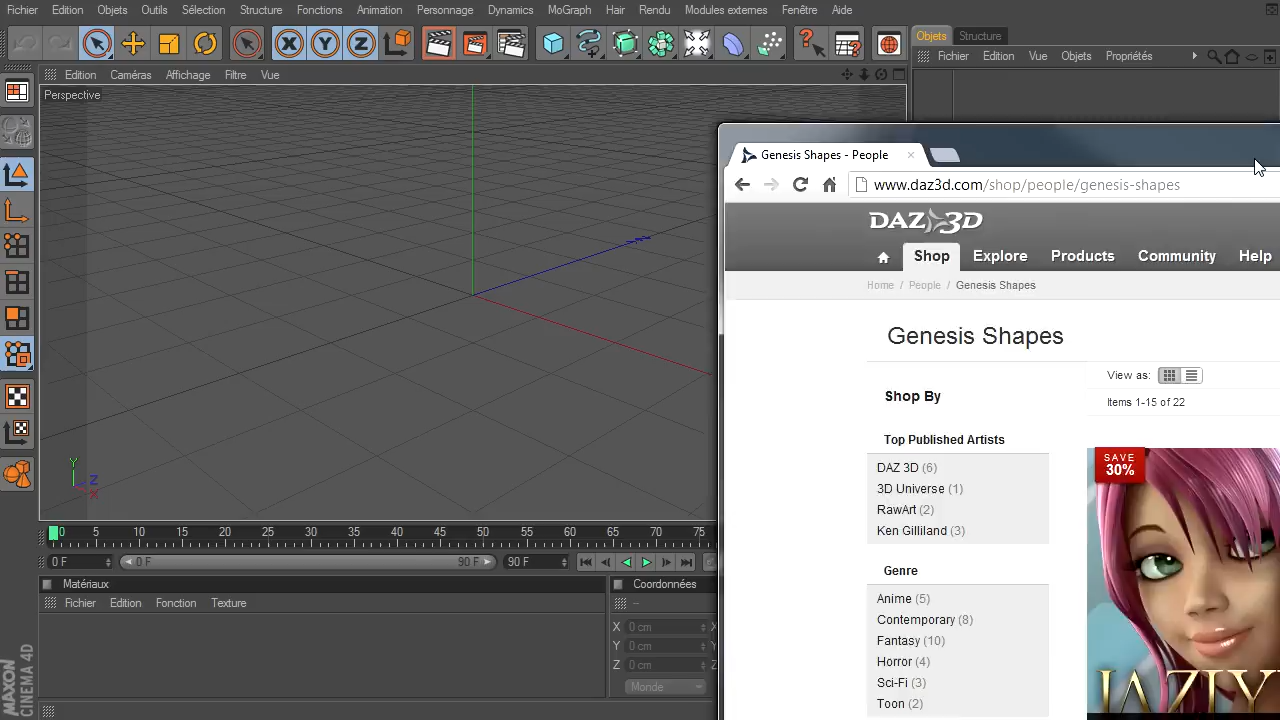 Fichier Edition Objets Outils Sélection Structure Fonctions Animation Personnage Dynamics MoGraph Hair Rendu Modules externes Fenêtre Aide
X Y Z
Objets Structure
Fichier Edition Vue Objets Propriétés
Edition Caméras Affichage Filtre Vue
Perspective
Y
Z
X
0 5 10 15 20 25 30 35 40 45 50 55 60 65 70 75
0 F 0 F 90 F 90 F
Matériaux
Fichier Edition Fonction Texture
Coordonnées
--
X 0 cm X
Y 0 cm Y
Z 0 cm Z
Monde
MAXON
CINEMA 4D
Genesis Shapes - People
www.daz3d.com/shop/people/genesis-shapes
DAZ 3D
Shop Explore Products Community Help
Home / People / Genesis Shapes
Genesis Shapes
View as:
Shop By
Items 1-15 of 22
Top Published Artists
DAZ 3D (6)
3D Universe (1)
RawArt (2)
Ken Gilliland (3)
Genre
Anime (5)
Contemporary (8)
Fantasy (10)
Horror (4)
Sci-Fi (3)
Toon (2)
SAVE
30%